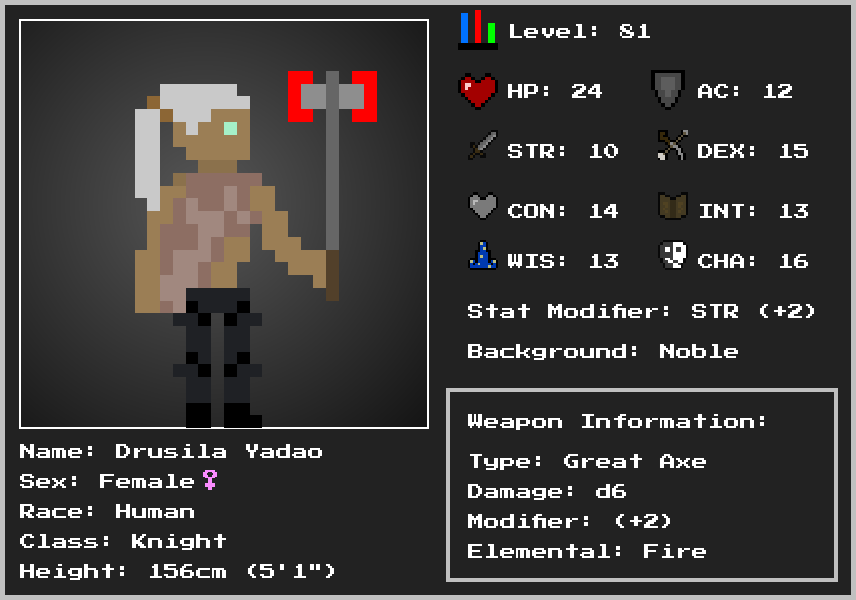 Level: 81
HP: 24
AC: 12
STR: 10
DEX: 15
CON: 14
INT: 13
WIS: 13
CHA: 16
Stat Modifier: STR (+2)
Background: Noble
Weapon Information:
Type: Great Axe
Damage: d6
Modifier: (+2)
Elemental: Fire
Name: Drusila Yadao
Sex: Female♀
Race: Human
Class: Knight
Height: 156cm (5'1")